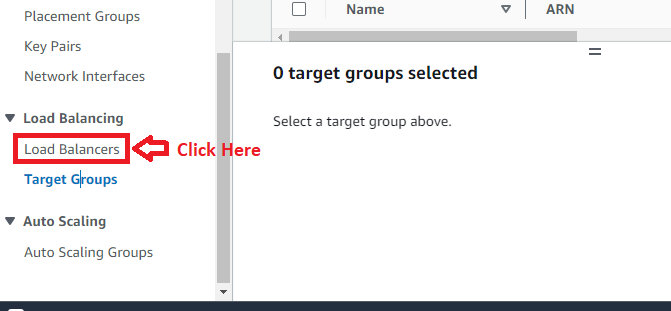 Placement Groups
Key Pairs
Network Interfaces
Load Balancing
Load Balancers
Click Here
Target Groups
Auto Scaling
Auto Scaling Groups
Name
ARN
0 target groups selected
Select a target group above.